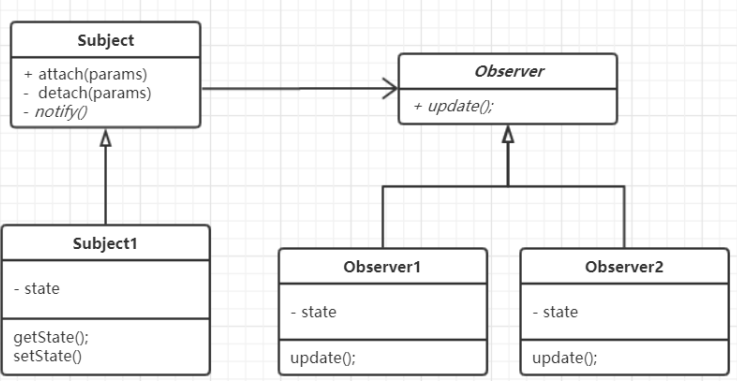 Subject
+ attach(params)
- detach(params)
- notify()
Observer
+ update();
Subject1
- state
getState();
setState()
Observer1
- state
update();
Observer2
- state
update();